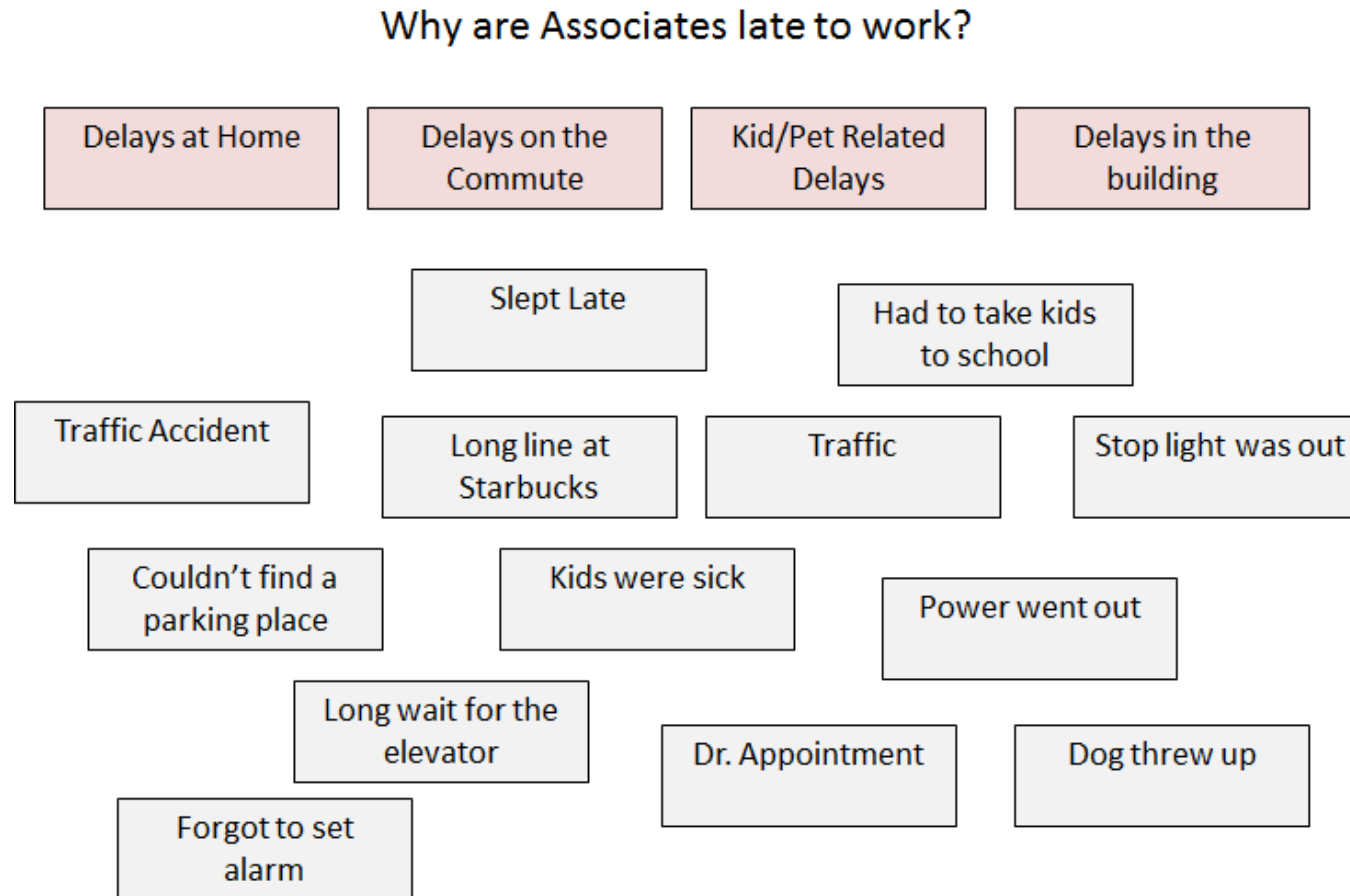 Why are Associates late to work?
Delays at Home
Delays on the
Commute
Kid/Pet Related
Delays
Delays in the
building
Slept Late
Had to take kids
to school
Traffic Accident
Long line at
Starbucks
Traffic
Stop light was out
Couldn’t find a
parking place
Kids were sick
Power went out
Long wait for the
elevator
Dr. Appointment
Dog threw up
Forgot to set
alarm